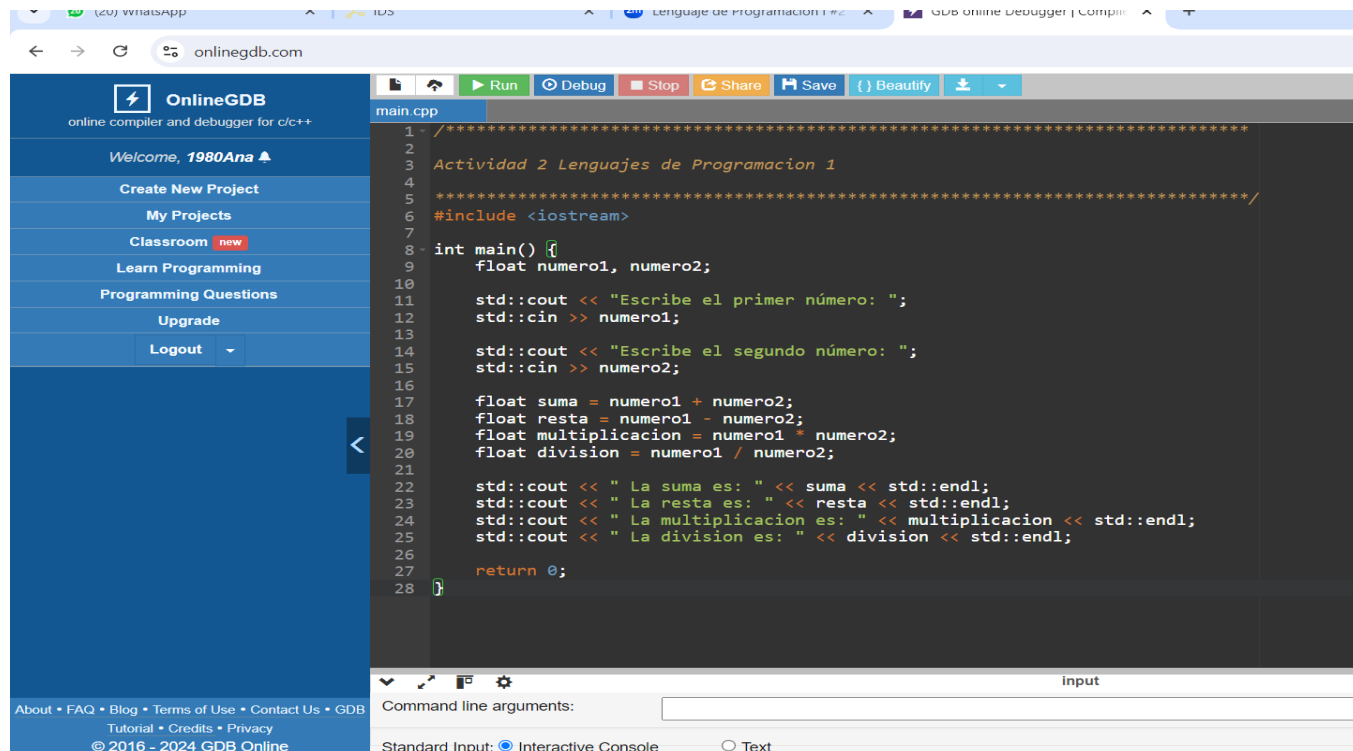 (20) WhatsApp
IDS
Lenguaje de Programación I #2
GDB online Debugger | Compile
onlinegdb.com
OnlineGDB
online compiler and debugger for c/c++
Welcome, 1980Ana
Create New Project
My Projects
Classroom new
Learn Programming
Programming Questions
Upgrade
Logout
About • FAQ • Blog • Terms of Use • Contact Us • GDB
Tutorial • Credits • Privacy
© 2016 - 2024 GDB Online
Run Debug Stop Share Save { } Beautify
main.cpp
1 /******************************************************************************
2
3 Actividad 2 Lenguajes de Programacion 1
4
5 *******************************************************************************/
6 #include <iostream>
7
8 int main() {
9     float numero1, numero2;
10
11     std::cout << "Escribe el primer número: ";
12     std::cin >> numero1;
13
14     std::cout << "Escribe el segundo número: ";
15     std::cin >> numero2;
16
17     float suma = numero1 + numero2;
18     float resta = numero1 - numero2;
19     float multiplicacion = numero1 * numero2;
20     float division = numero1 / numero2;
21
22     std::cout << " La suma es: " << suma << std::endl;
23     std::cout << " La resta es: " << resta << std::endl;
24     std::cout << " La multiplicacion es: " << multiplicacion << std::endl;
25     std::cout << " La division es: " << division << std::endl;
26
27     return 0;
28 }
input
Command line arguments:
Standard Input: Interactive Console Text